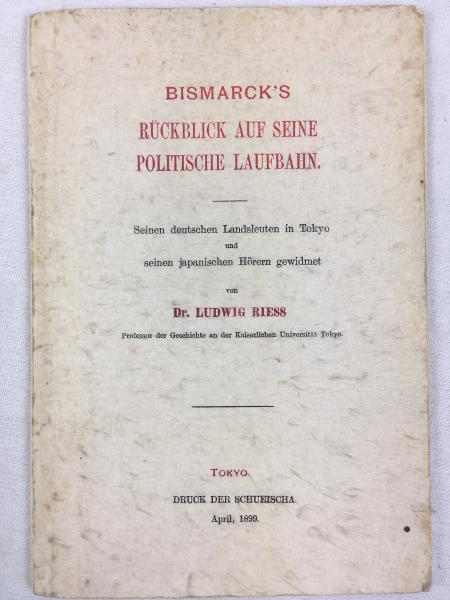 BISMARCK'S
RÜCKBLICK AUF SEINE
POLITISCHE LAUFBAHN.
Seinen deutschen Landsleuten in Tokyo
und
seinen japanischen Hörern gewidmet
von
Dr. LUDWIG RIESS
Professor der Geschichte an der Kaiserlichen Universität Tokyo.
TOKYO
DRUCK DER SCHUEISCHA.
April, 1899.